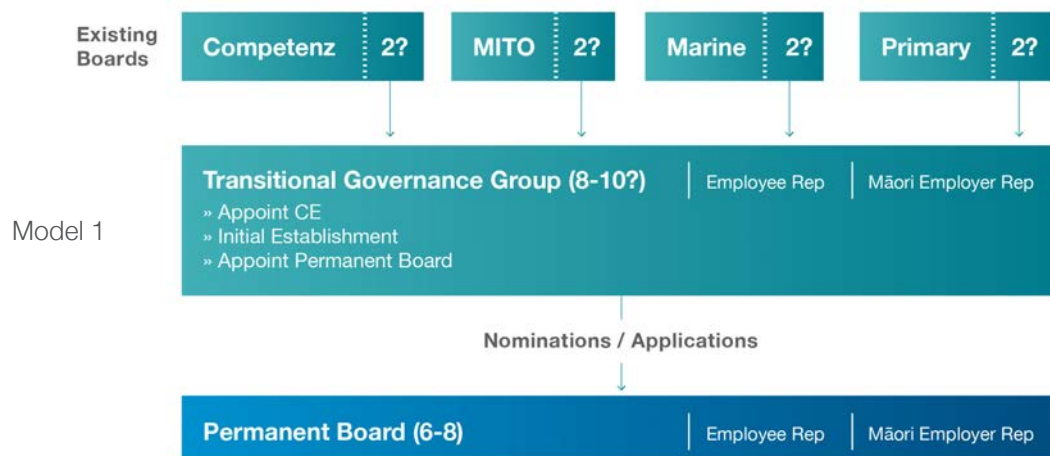 Existing
Boards
Competenz 2?
MITO 2?
Marine 2?
Primary 2?
Model 1
Transitional Governance Group (8-10?)
» Appoint CE
» Initial Establishment
» Appoint Permanent Board
Employee Rep
Māori Employer Rep
Nominations / Applications
Permanent Board (6-8)
Employee Rep
Māori Employer Rep